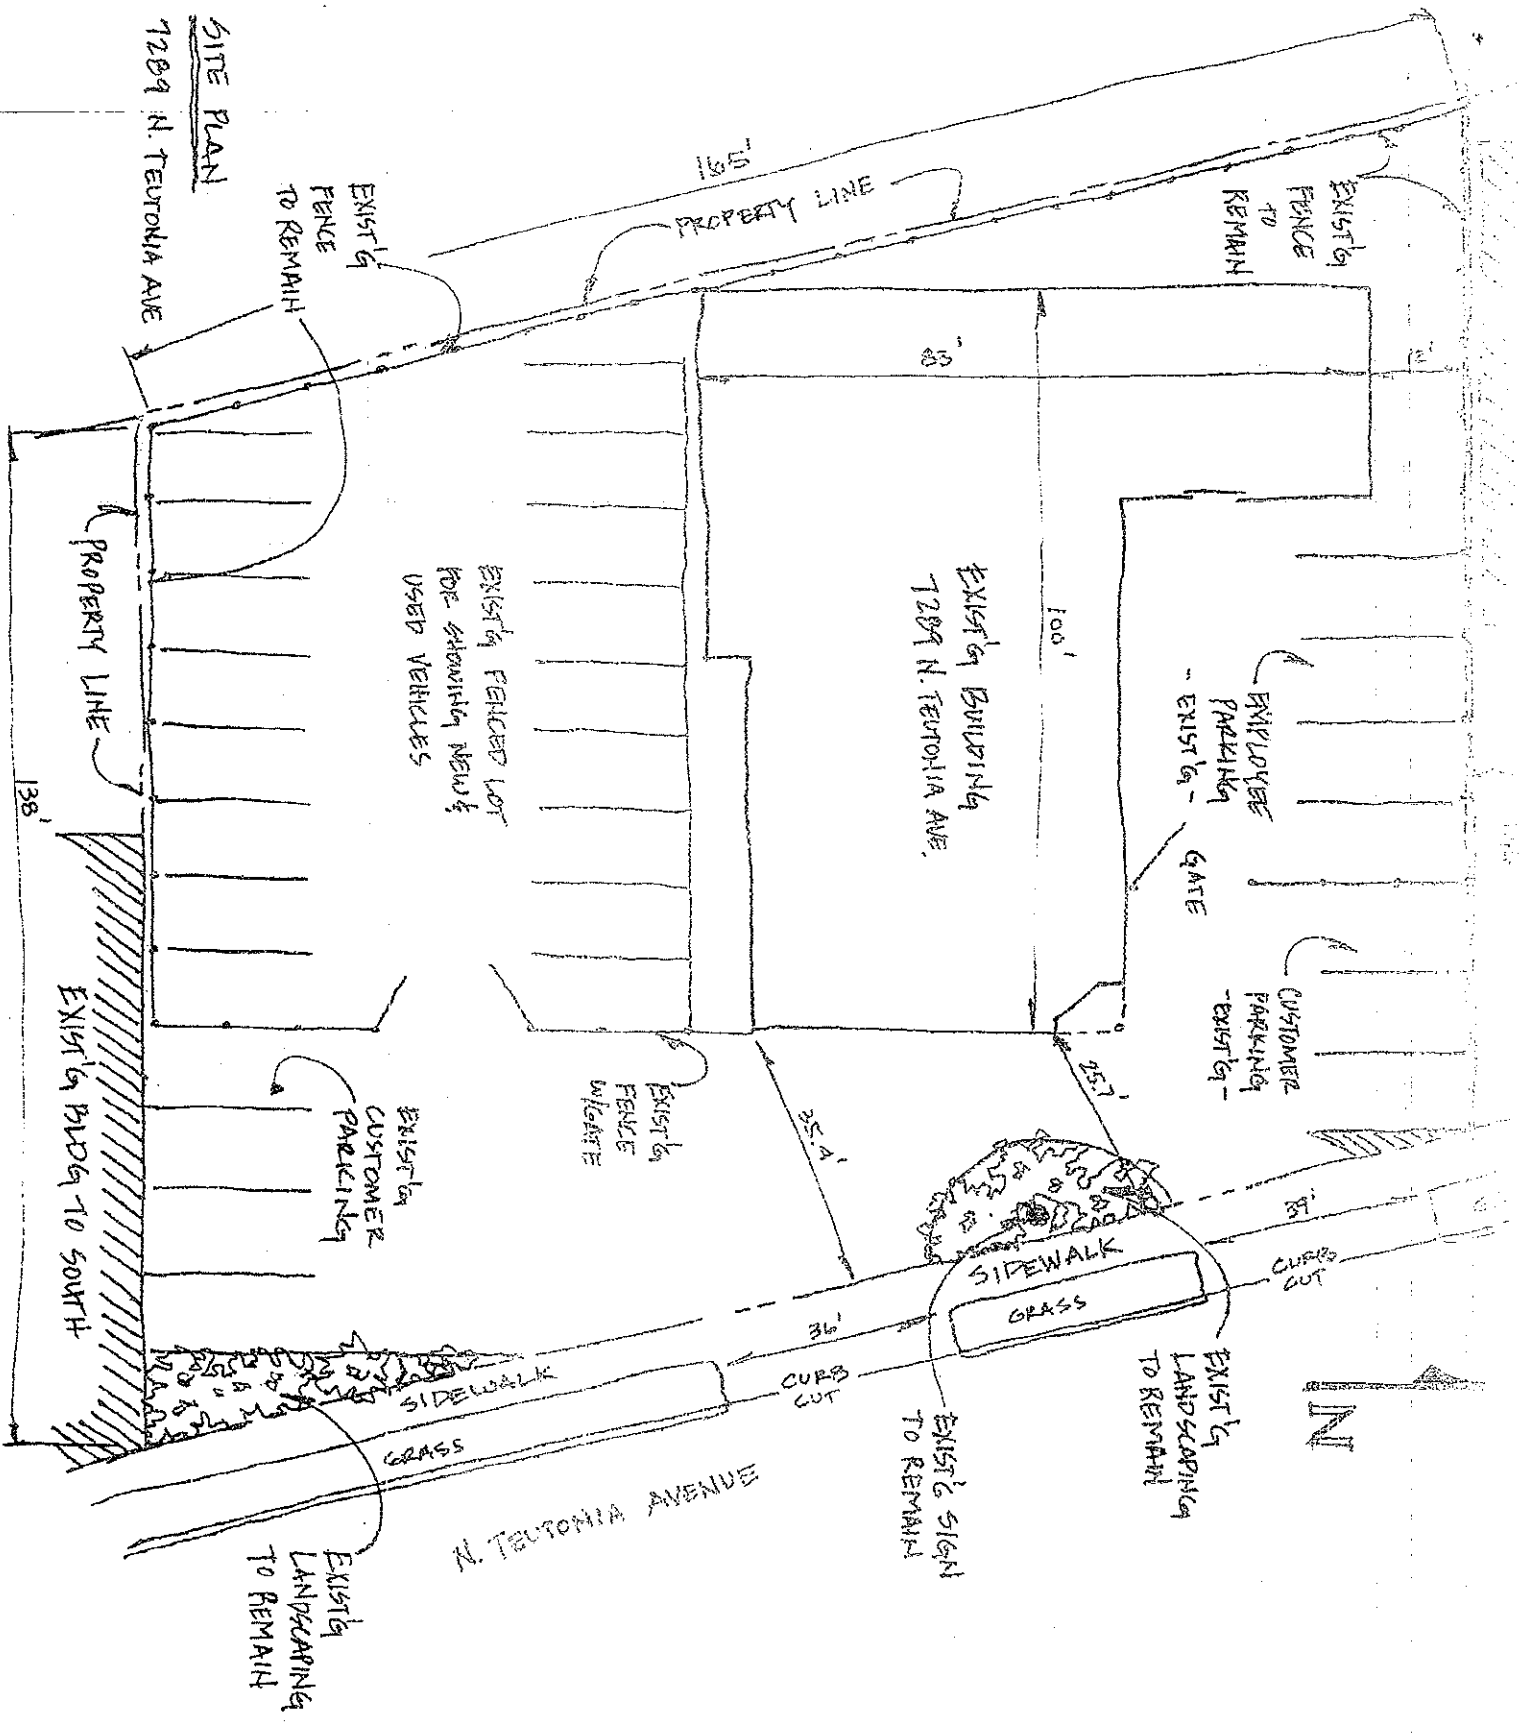 SITE PLAN
7289 N. TEUTONIA AVE
EXIST'G
FENCE
TO REMAIN
165'
PROPERTY LINE
EXIST'G
FENCE
TO
REMAIN
83'
100'
EXIST'G BUILDING
7289 N. TEUTONIA AVE.
EMPLOYEE
PARKING
- EXIST'G -
GATE
CUSTOMER
PARKING
-EXIST'G-
EXIST'G FENCED LOT
FOR SHOWING NEW &
USED VEHICLES
PROPERTY LINE
138'
EXIST'G BLDG TO SOUTH
EXIST'G
CUSTOMER
PARKING
EXIST'G
FENCE
W/GATE
25.7'
35.4'
39'
CURB
CUT
SIDEWALK
GRASS
36'
CURB
CUT
SIDEWALK
GRASS
N. TEUTONIA AVENUE
EXIST'G
LANDSCAPING
TO REMAIN
EXIST'G SIGN
TO REMAIN
EXIST'G
LANDSCAPING
TO REMAIN
N